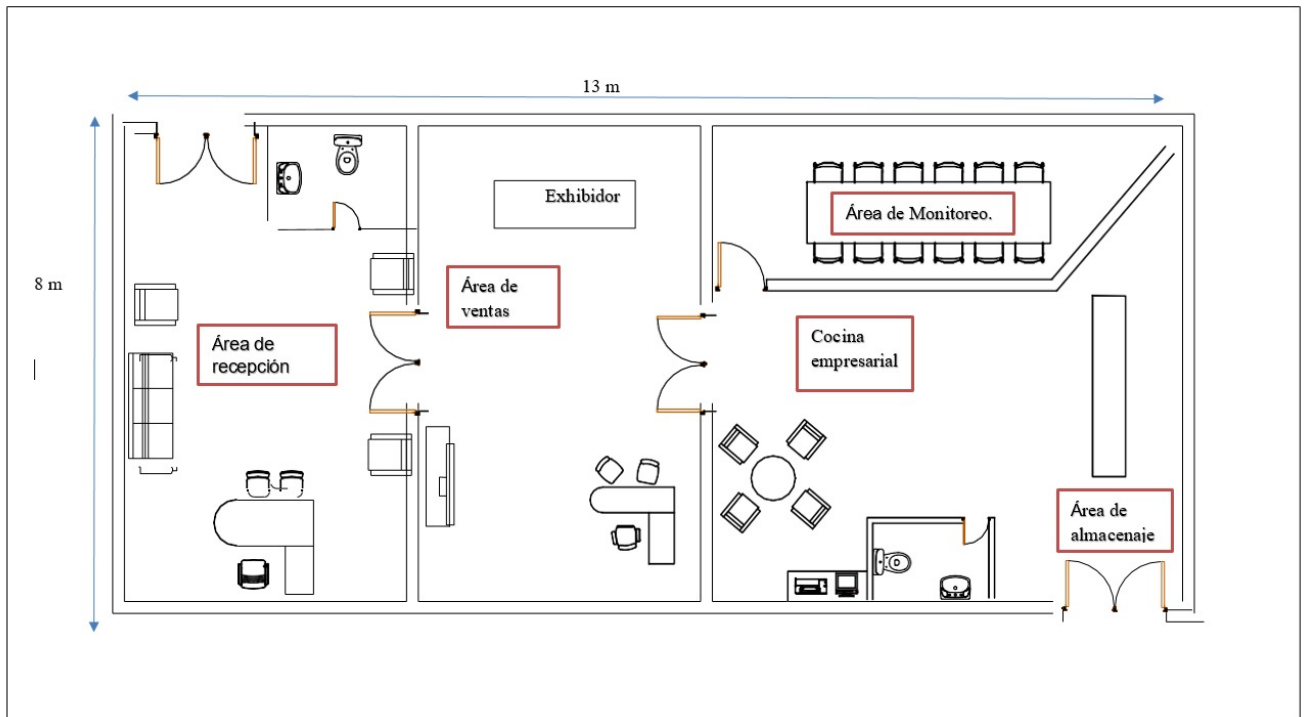 13 m
Exhibidor
Área de Monitoreo.
8 m
Área de
ventas
Área de
recepción
Cocina
empresarial
Área de
almacenaje